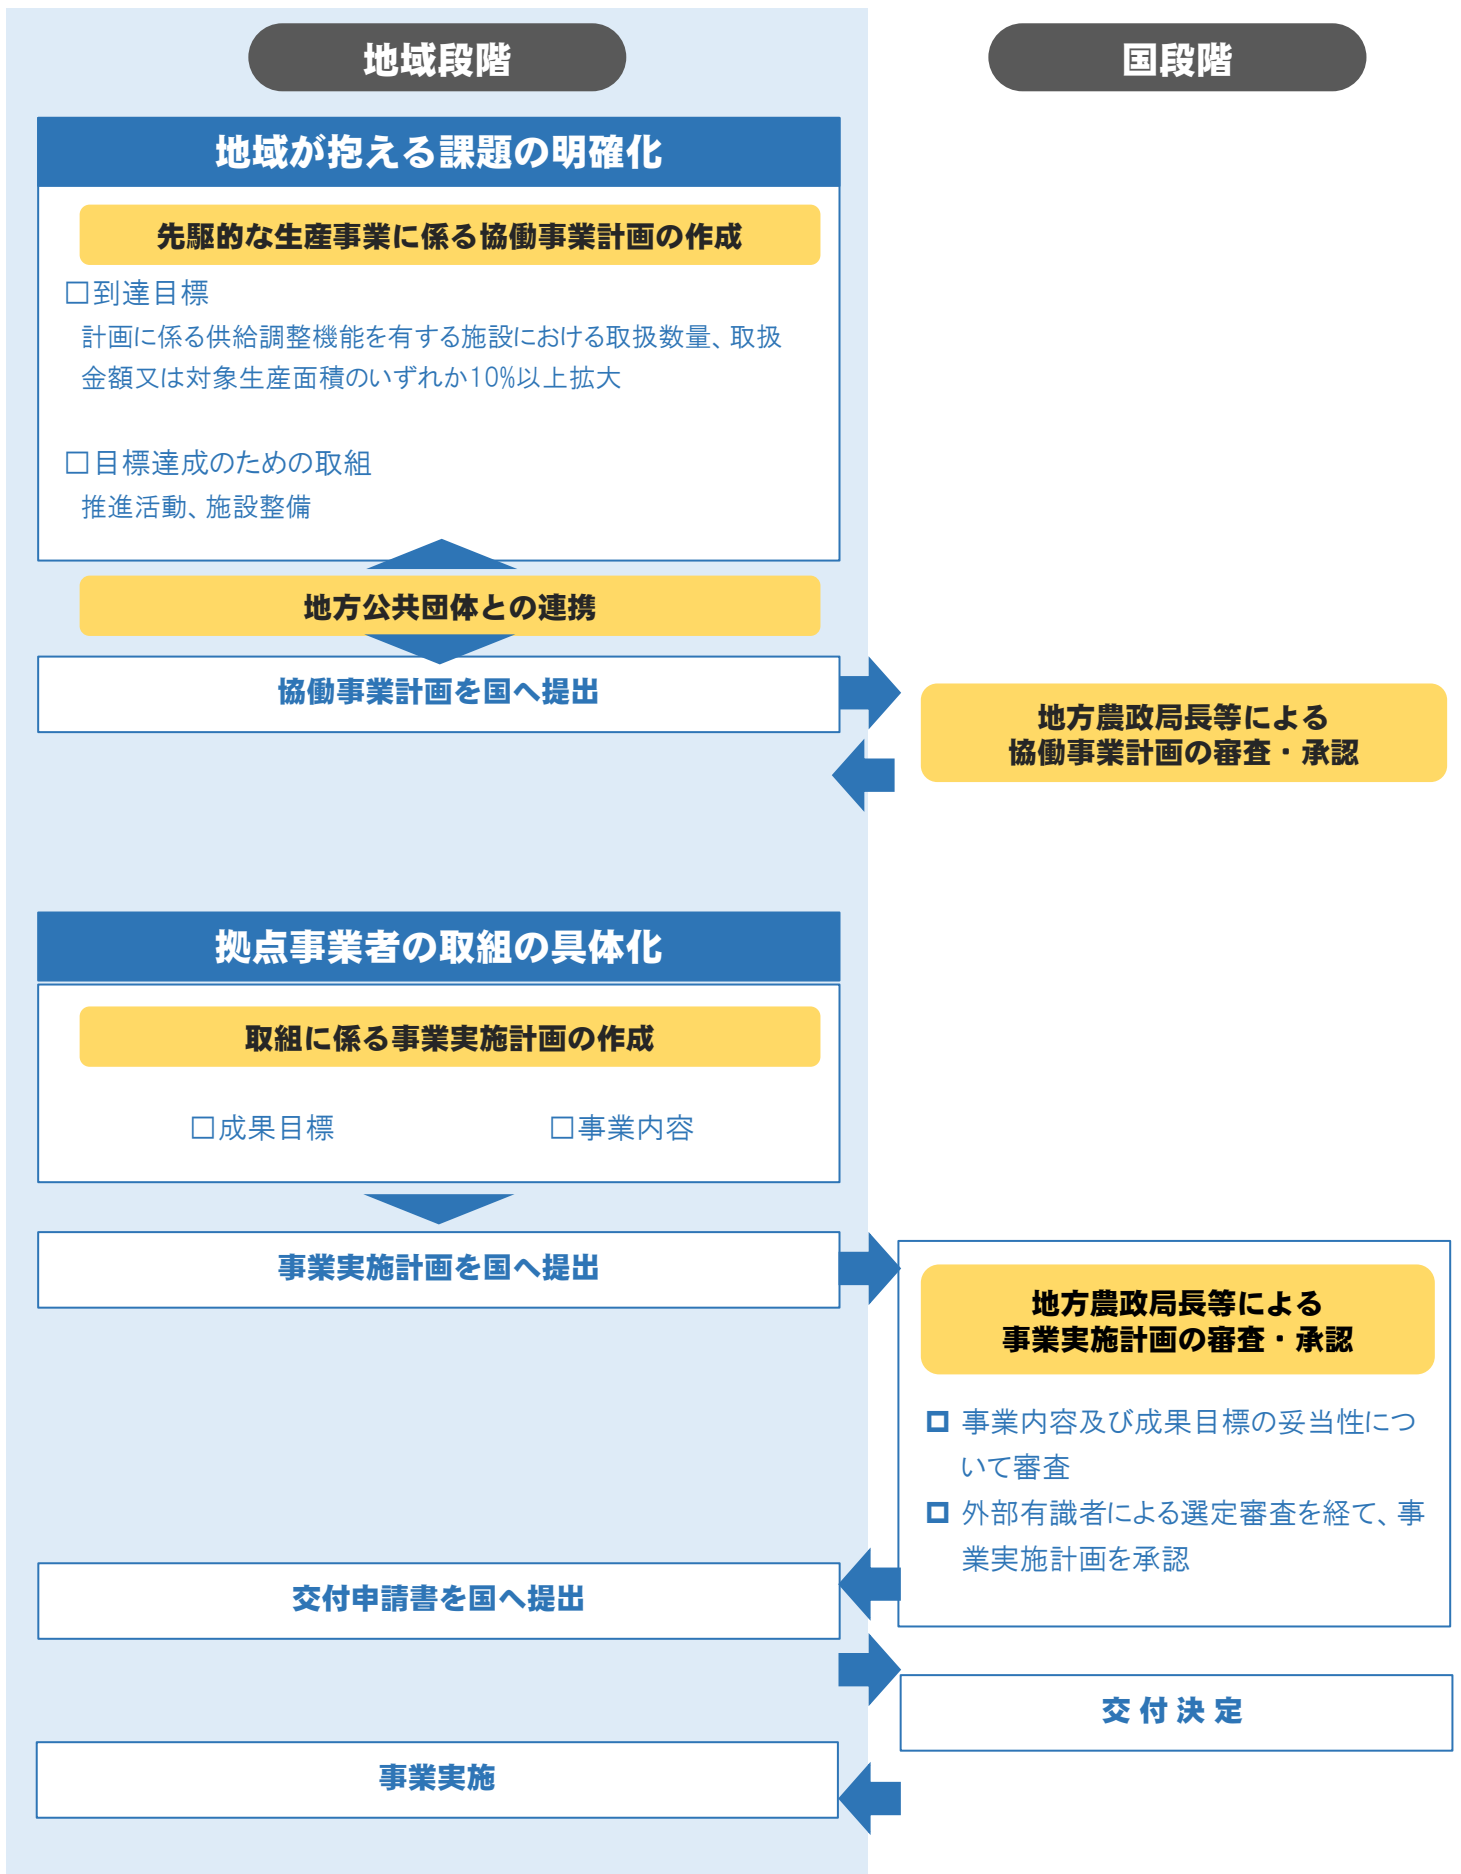 地域段階
国段階
地域が抱える課題の明確化
先駆的な生産事業に係る協働事業計画の作成
□到達目標
計画に係る供給調整機能を有する施設における取扱数量、取扱
金額又は対象生産面積のいずれか10%以上拡大
□目標達成のための取組
推進活動、施設整備
地方公共団体との連携
協働事業計画を国へ提出
地方農政局長等による
協働事業計画の審査・承認
拠点事業者の取組の具体化
取組に係る事業実施計画の作成
□成果目標
□事業内容
事業実施計画を国へ提出
地方農政局長等による
事業実施計画の審査・承認
事業内容及び成果目標の妥当性につ
いて審査
外部有識者による選定審査を経て、事
業実施計画を承認
交付申請書を国へ提出
交付決定
事業実施